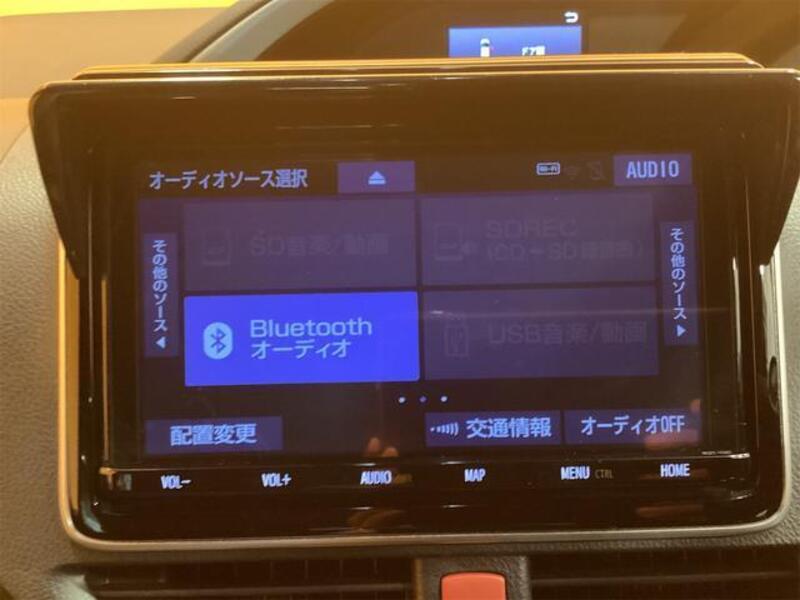 オーディオソース選択
Wi-Fi
AUDIO
その他のソース◀
SD音楽/動画
SDREC
(CD→SD録音曲)
その他のソース▶
Bluetooth
オーディオ
USB音楽/動画
配置変更
交通情報
オーディオOFF
VOL-
VOL+
AUDIO
MAP
MENU CTRL
HOME